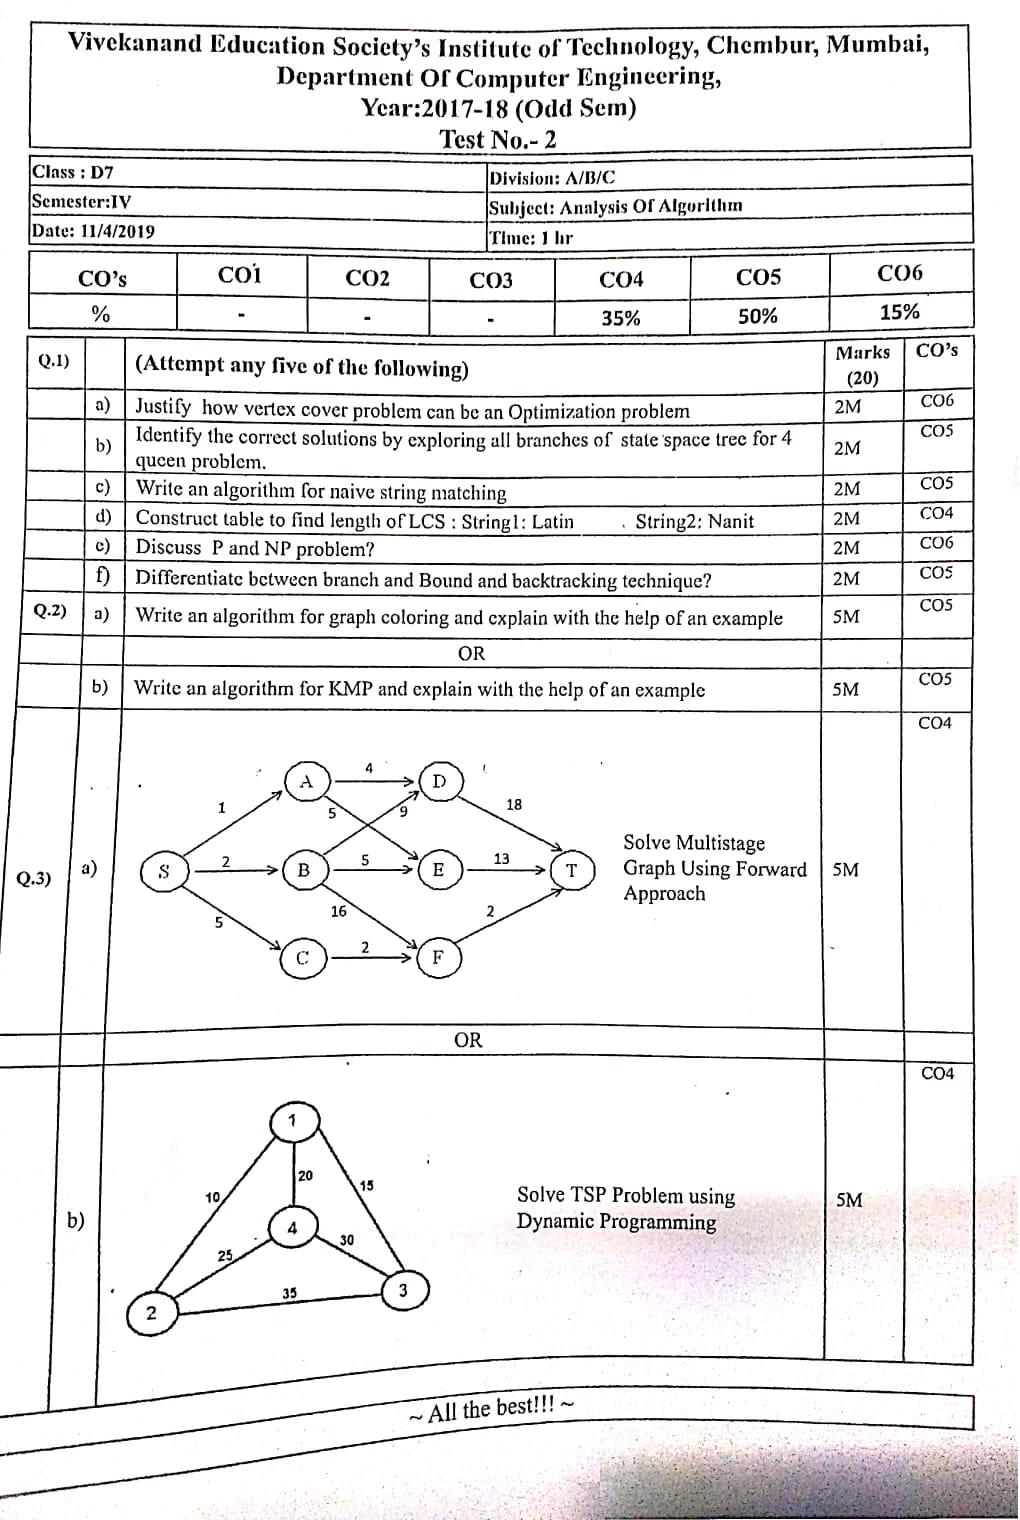 Vivekanand Education Society's Institute of Technology, Chembur, Mumbai,
Department Of Computer Engineering,
Year:2017-18 (Odd Sem)
Test No.- 2
Class : D7
Division: A/B/C
Semester:IV
Subject: Analysis Of Algorithm
Date: 11/4/2019
Time: 1 hr
CO's CO1 CO2 CO3 CO4 CO5 CO6
% - - - 35% 50% 15%
Q.1) (Attempt any five of the following) Marks (20) CO's
a) Justify how vertex cover problem can be an Optimization problem 2M CO6
b) Identify the correct solutions by exploring all branches of state space tree for 4
queen problem. 2M CO5
c) Write an algorithm for naive string matching 2M CO5
d) Construct table to find length of LCS : String1: Latin , String2: Nanit 2M CO4
e) Discuss P and NP problem? 2M CO6
f) Differentiate between branch and Bound and backtracking technique? 2M CO5
Q.2) a) Write an algorithm for graph coloring and explain with the help of an example 5M CO5
OR
b) Write an algorithm for KMP and explain with the help of an example 5M CO5
CO4
A 4 D
1 5 9 18
Q.3) a) S 2 B 5 E 13 T
Solve Multistage
Graph Using Forward 5M
Approach
5 16 2
C 2 F
OR
CO4
1
10 20 15
b) 4 30
25
2 35 3
Solve TSP Problem using 5M
Dynamic Programming
~ All the best!!! ~